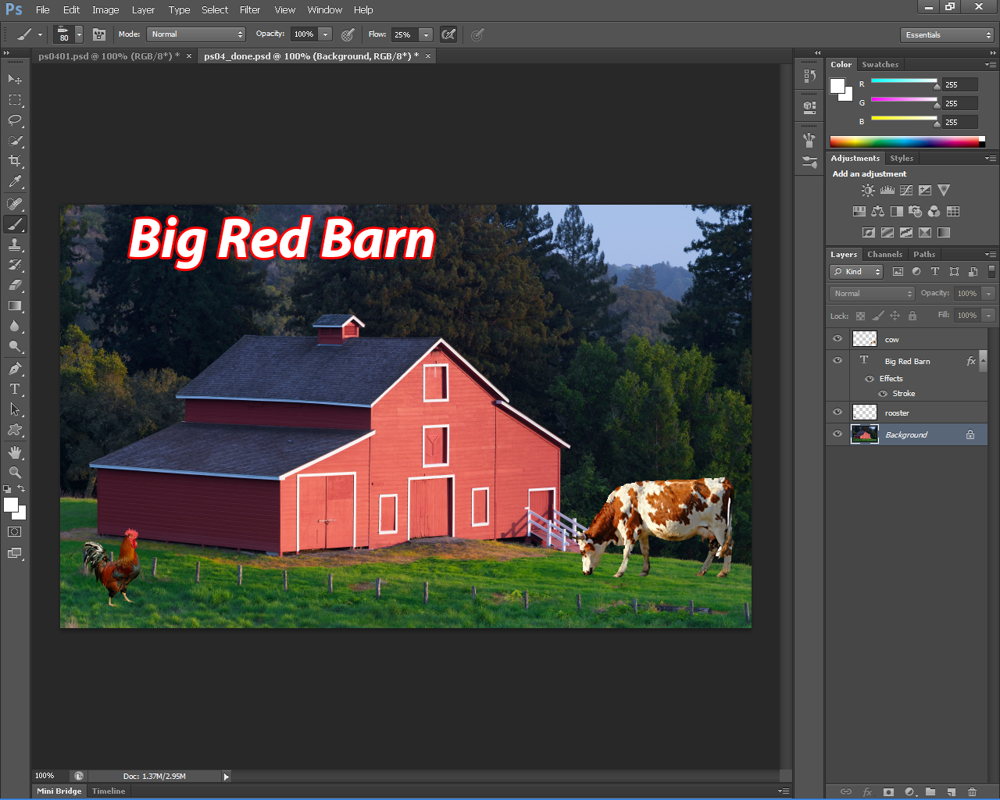 Ps File Edit Image Layer Type Select Filter View Window Help
80 Mode: Normal Opacity: 100% Flow: 25% Essentials
ps0401.psd @ 100% (RGB/8*) * × ps04_done.psd @ 100% (Background, RGB/8*) * ×
Color Swatches
R 255
G 255
B 255
Adjustments Styles
Add an adjustment
Big Red Barn
Layers Channels Paths
Kind
Normal Opacity: 100%
Lock: Fill: 100%
cow
T Big Red Barn fx
Effects
Stroke
rooster
Background
100% Doc: 1.37M/2.95M
Mini Bridge Timeline